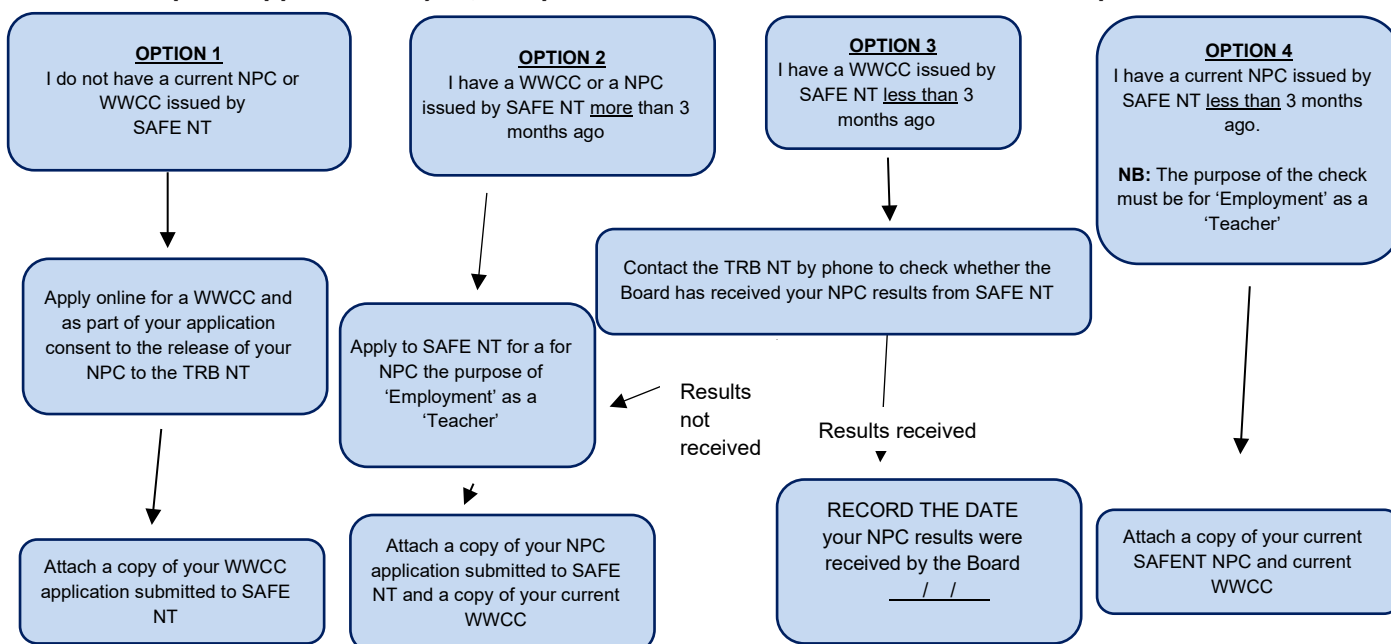 OPTION 1
I do not have a current NPC or
WWCC issued by
SAFE NT
OPTION 2
I have a WWCC or a NPC
issued by SAFE NT more than 3
months ago
OPTION 3
I have a WWCC issued by
SAFE NT less than 3
months ago
OPTION 4
I have a current NPC issued by
SAFE NT less than 3 months
ago.
NB: The purpose of the check
must be for ‘Employment’ as a
‘Teacher’
Apply online for a WWCC and
as part of your application
consent to the release of your
NPC to the TRB NT
Apply to SAFE NT for a for
NPC the purpose of
‘Employment’ as a
‘Teacher’
Contact the TRB NT by phone to check whether the
Board has received your NPC results from SAFE NT
Results
not
received
Results received
Attach a copy of your WWCC
application submitted to SAFE
NT
Attach a copy of your NPC
application submitted to SAFE
NT and a copy of your current
WWCC
RECORD THE DATE
your NPC results were
received by the Board
/ /
Attach a copy of your current
SAFENT NPC and current
WWCC